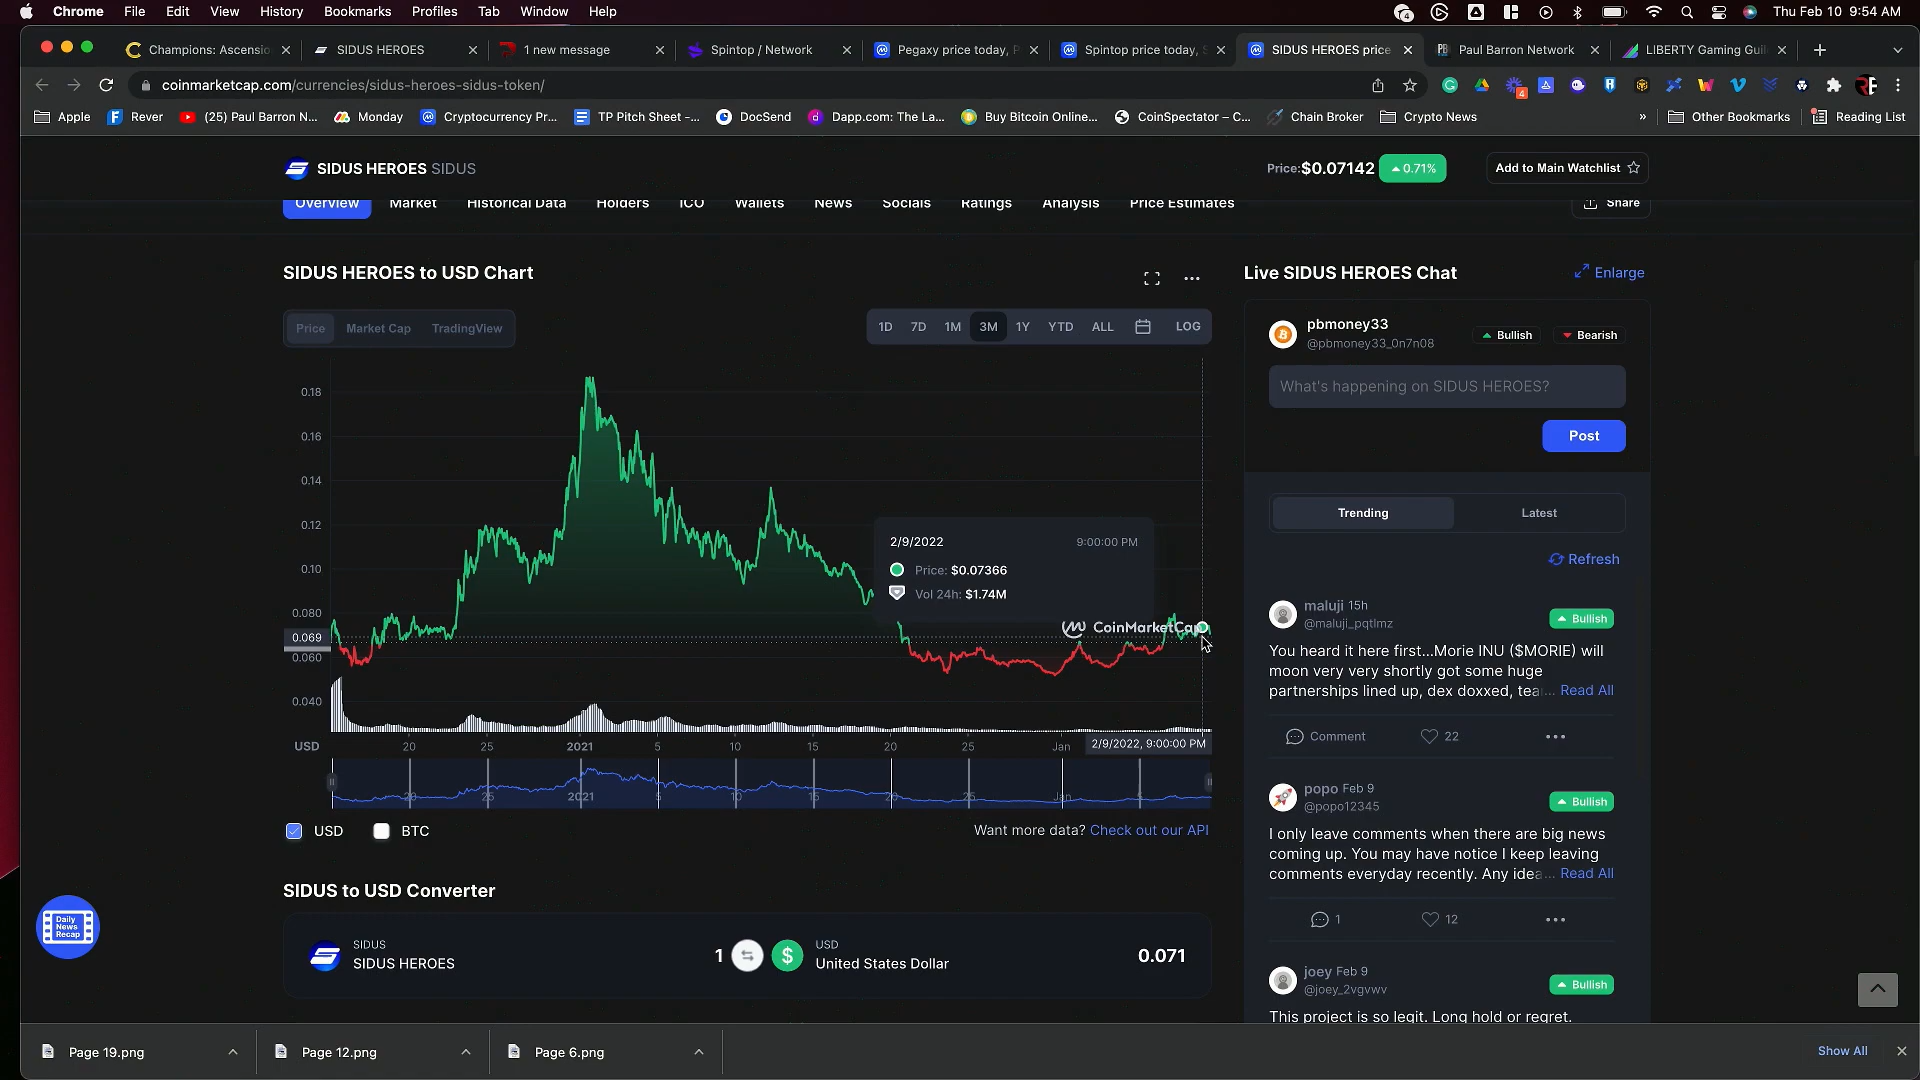 Chrome File Edit View History Bookmarks Profiles Tab Window Help
4
Thu Feb 10 9:54 AM
Champions: Ascensio
SIDUS HEROES
1 new message
Spintop / Network
Pegaxy price today, P
Spintop price today, S
SIDUS HEROES price
Paul Barron Network
LIBERTY Gaming Guil
coinmarketcap.com/currencies/sidus-heroes-sidus-token/
4
Apple
Rever
(25) Paul Barron N...
Monday
Cryptocurrency Pr...
TP Pitch Sheet -...
DocSend
Dapp.com: The La...
Buy Bitcoin Online...
CoinSpectator – C...
Chain Broker
Crypto News
»
Other Bookmarks
Reading List
SIDUS HEROES SIDUS
Price:$0.07142
0.71%
Add to Main Watchlist
Overview
Market
Historical Data
Holders
ICO
Wallets
News
Socials
Ratings
Analysis
Price Estimates
Share
SIDUS HEROES to USD Chart
Price
Market Cap
TradingView
1D 7D 1M 3M 1Y YTD ALL LOG
0.18
0.16
0.14
0.12
0.10
0.080
0.069
0.060
0.040
2/9/2022 9:00:00 PM
Price: $0.07366
Vol 24h: $1.74M
CoinMarketCap
USD 20 25 2021 5 10 15 20 25 Jan 2/9/2022, 9:00:00 PM
20 25 2021 5 10 15 20 25 Jan
USD
BTC
Want more data? Check out our API
SIDUS to USD Converter
SIDUS
SIDUS HEROES
1
$
USD
United States Dollar
0.071
Daily
News
Recap
Live SIDUS HEROES Chat
Enlarge
pbmoney33
@pbmoney33_0n7n08
Bullish
Bearish
What's happening on SIDUS HEROES?
Post
Trending
Latest
Refresh
maluji 15h
@maluji_pqtlmz
Bullish
You heard it here first...Morie INU ($MORIE) will
moon very very shortly got some huge
partnerships lined up, dex doxxed, tea... Read All
Comment
22
popo Feb 9
@popo12345
Bullish
I only leave comments when there are big news
coming up. You may have notice I keep leaving
comments everyday recently. Any idea... Read All
1
12
joey Feb 9
@joey_2vgvwv
Bullish
This project is so legit. Long hold or regret.
Page 19.png
Page 12.png
Page 6.png
Show All